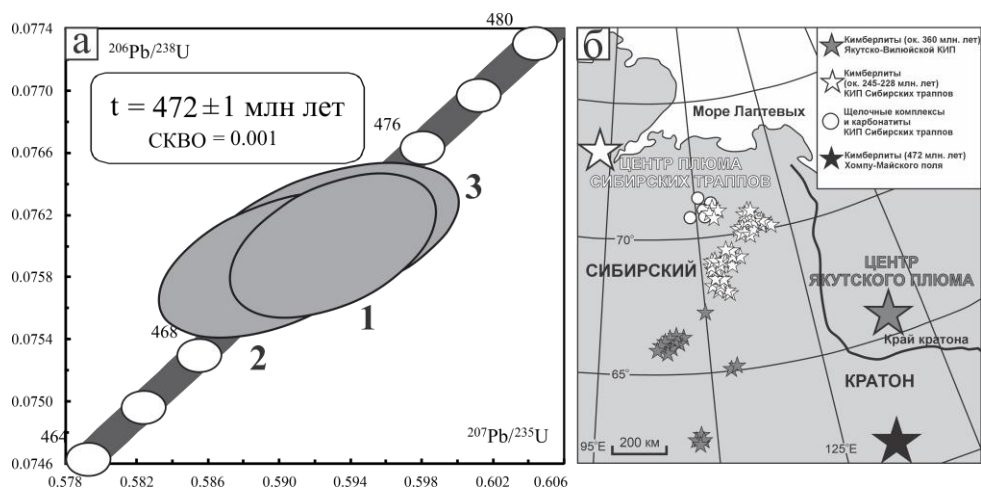 а
206Pb/238U
t = 472 ±1 млн лет
СКВО = 0.001
480
476
468
464
1
2
3
207Pb/235U
0.0774
0.0770
0.0766
0.0762
0.0758
0.0754
0.0750
0.0746
0.578
0.582
0.586
0.590
0.594
0.598
0.602
0.606
б
Кимберлиты (ок. 360 млн. лет)
Якутско-Вилюйской КИП
Кимберлиты
(ок. 245-228 млн. лет)
КИП Сибирских траппов
Щелочные комплексы
и карбонатиты
КИП Сибирских траппов
Кимберлиты (472 млн. лет)
Хомпу-Майского поля
Море Лаптевых
ЦЕНТР ПЛЮМА
СИБИРСКИХ ТРАППОВ
70°
СИБИРСКИЙ
ЦЕНТР
ЯКУТСКОГО ПЛЮМА
Край кратона
65°
КРАТОН
95°E
200 км
125°E